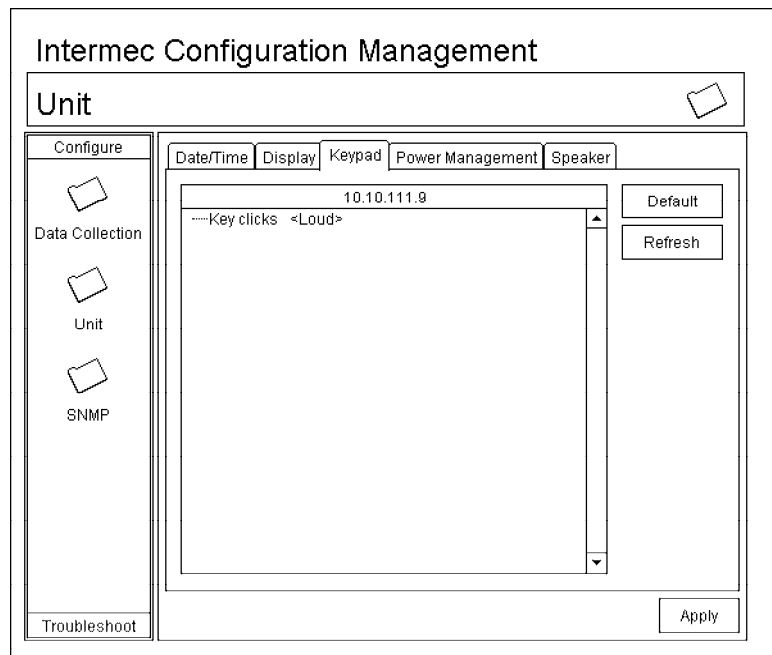 Intermec Configuration Management
Unit
Configure
Data Collection
Unit
SNMP
Troubleshoot
Date/Time Display Keypad Power Management Speaker
10.10.111.9
Key clicks <Loud>
Default
Refresh
Apply